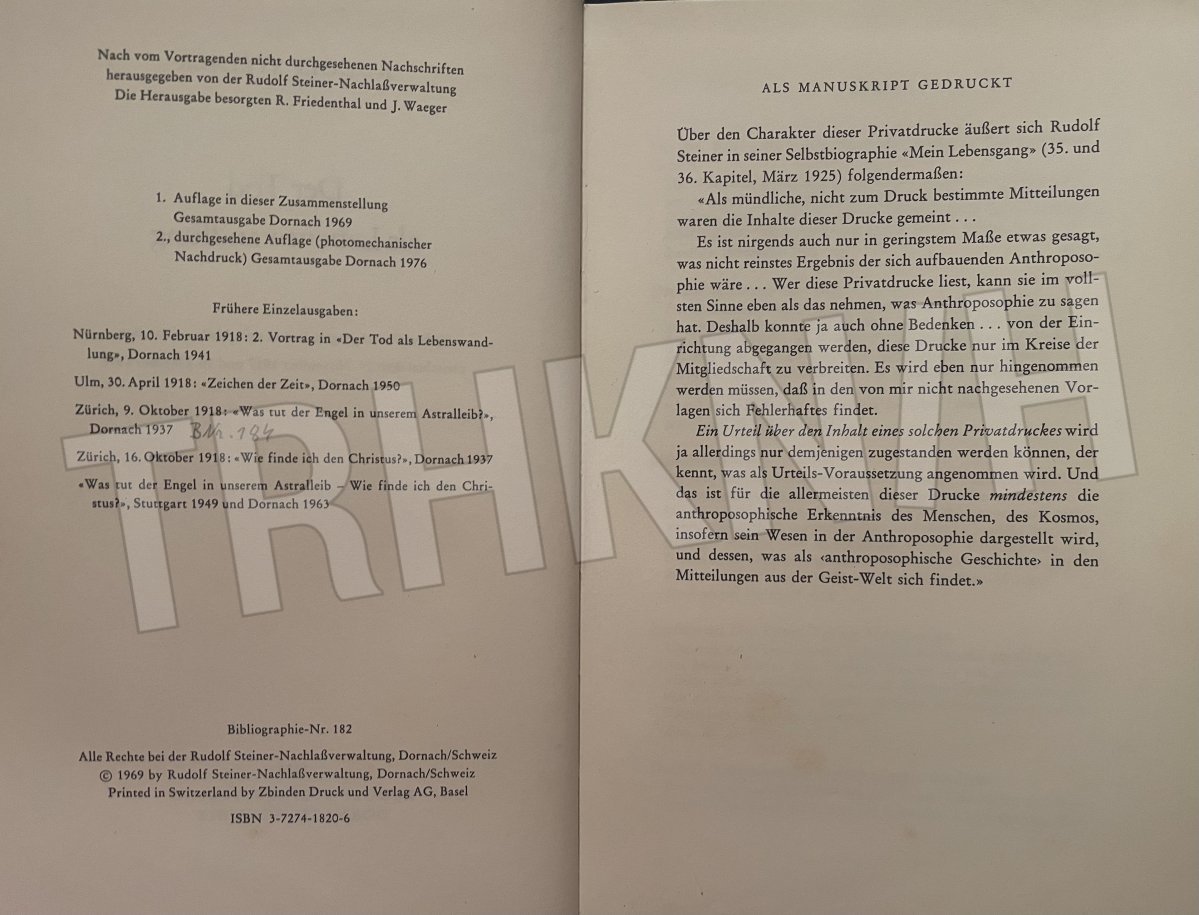 Nach vom Vortragenden nicht durchgesehenen Nachschriften
herausgegeben von der Rudolf Steiner-Nachlaßverwaltung
Die Herausgabe besorgten R. Friedenthal und J. Waeger
1. Auflage in dieser Zusammenstellung
Gesamtausgabe Dornach 1969
2., durchgesehene Auflage (photomechanischer
Nachdruck) Gesamtausgabe Dornach 1976
Frühere Einzelausgaben:
Nürnberg, 10. Februar 1918: 2. Vortrag in «Der Tod als Lebenswand-
lung», Dornach 1941
Ulm, 30. April 1918: «Zeichen der Zeit», Dornach 1950
Zürich, 9. Oktober 1918: «Was tut der Engel in unserem Astralleib?»,
Dornach 1937 BNr. 184
Zürich, 16. Oktober 1918: «Wie finde ich den Christus?», Dornach 1937
«Was tut der Engel in unserem Astralleib – Wie finde ich den Chri-
stus?», Stuttgart 1949 und Dornach 1963
Bibliographie-Nr. 182
Alle Rechte bei der Rudolf Steiner-Nachlaßverwaltung, Dornach/Schweiz
© 1969 by Rudolf Steiner-Nachlaßverwaltung, Dornach/Schweiz
Printed in Switzerland by Zbinden Druck und Verlag AG, Basel
ISBN 3-7274-1820-6
ALS MANUSKRIPT GEDRUCKT
Über den Charakter dieser Privatdrucke äußert sich Rudolf
Steiner in seiner Selbstbiographie «Mein Lebensgang» (35. und
36. Kapitel, März 1925) folgendermaßen:
«Als mündliche, nicht zum Druck bestimmte Mitteilungen
waren die Inhalte dieser Drucke gemeint . . .
Es ist nirgends auch nur in geringstem Maße etwas gesagt,
was nicht reinstes Ergebnis der sich aufbauenden Anthroposo-
phie wäre . . . Wer diese Privatdrucke liest, kann sie im voll-
sten Sinne eben als das nehmen, was Anthroposophie zu sagen
hat. Deshalb konnte ja auch ohne Bedenken . . . von der Ein-
richtung abgegangen werden, diese Drucke nur im Kreise der
Mitgliedschaft zu verbreiten. Es wird eben nur hingenommen
werden müssen, daß in den von mir nicht nachgesehenen Vor-
lagen sich Fehlerhaftes findet.
Ein Urteil über den Inhalt eines solchen Privatdruckes wird
ja allerdings nur demjenigen zugestanden werden können, der
kennt, was als Urteils-Voraussetzung angenommen wird. Und
das ist für die allermeisten dieser Drucke mindestens die
anthroposophische Erkenntnis des Menschen, des Kosmos,
insofern sein Wesen in der Anthroposophie dargestellt wird,
und dessen, was als ‹anthroposophische Geschichte› in den
Mitteilungen aus der Geist-Welt sich findet.»